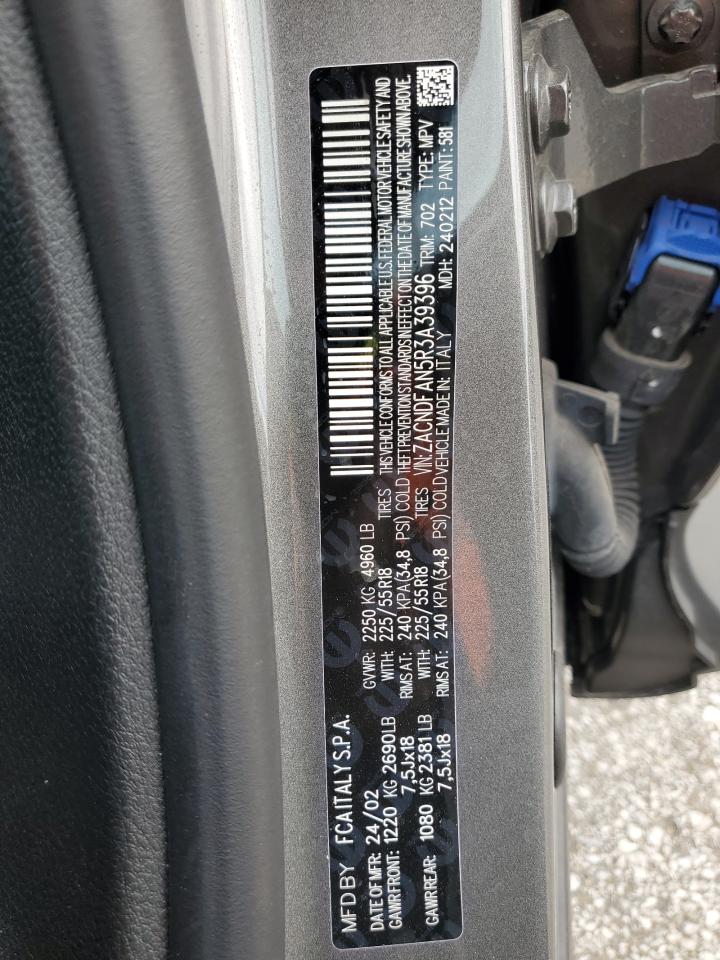 MFD BY FCA ITALY S.P.A.
DATE OF MFR: 24/02 GVWR: 2250 KG 4960 LB
GAWR FRONT: 1220 KG 2690 LB WITH: 225/55R18 TIRES
7,5Jx18 RIMS AT: 240 KPA(34,8 PSI) COLD
GAWR REAR: 1080 KG 2381 LB WITH: 225/55R18 TIRES
7,5Jx18 RIMS AT: 240 KPA(34,8 PSI) COLD
THIS VEHICLE CONFORMS TO ALL APPLICABLE U.S. FEDERAL MOTOR VEHICLE SAFETY AND
THEFT PREVENTION STANDARDS IN EFFECT ON THE DATE OF MANUFACTURE SHOWN ABOVE.
VIN: ZACNDFAN5R3A39396 TRIM: 702 TYPE: MPV
VEHICLE MADE IN: ITALY MDH: 240212 PAINT: 581